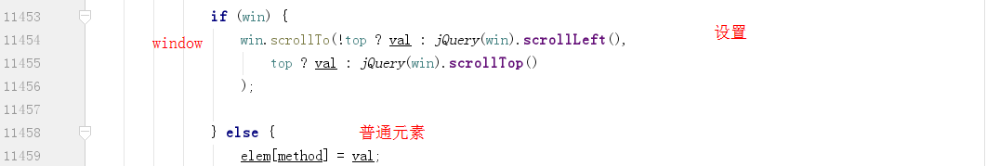 11453 if (win) {
11454 window win.scrollTo(!top ? val : jQuery(win).scrollLeft(), 设置
11455 top ? val : jQuery(win).scrollTop()
11456 );
11457
11458 } else { 普通元素
11459 elem[method] = val;